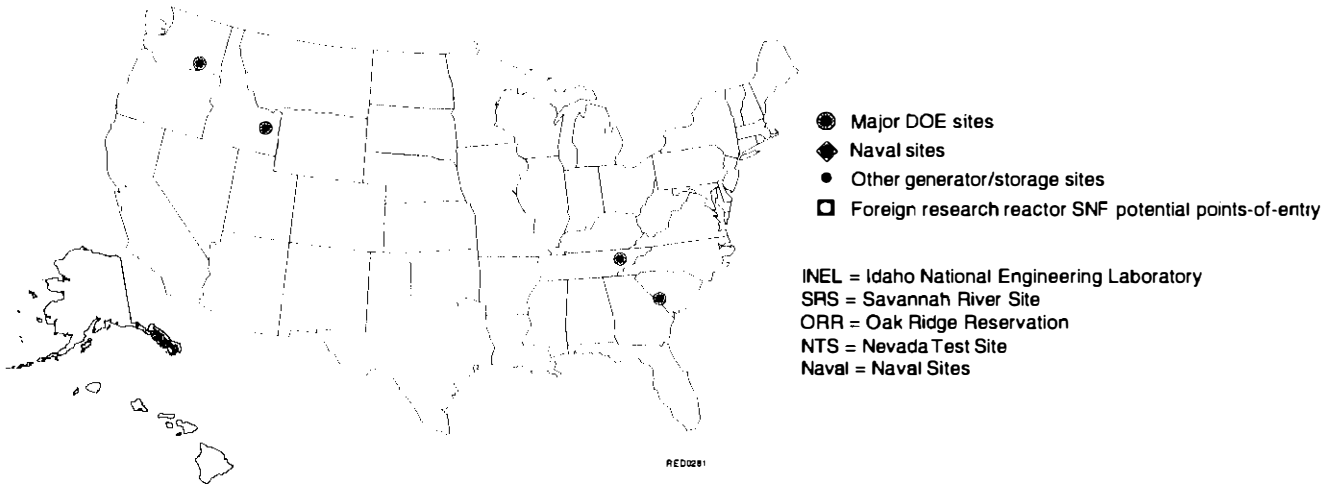 Major DOE sites
Naval sites
Other generator/storage sites
Foreign research reactor SNF potential points-of-entry
INEL = Idaho National Engineering Laboratory
SRS = Savannah River Site
ORR = Oak Ridge Reservation
NTS = Nevada Test Site
Naval = Naval Sites
RED0281